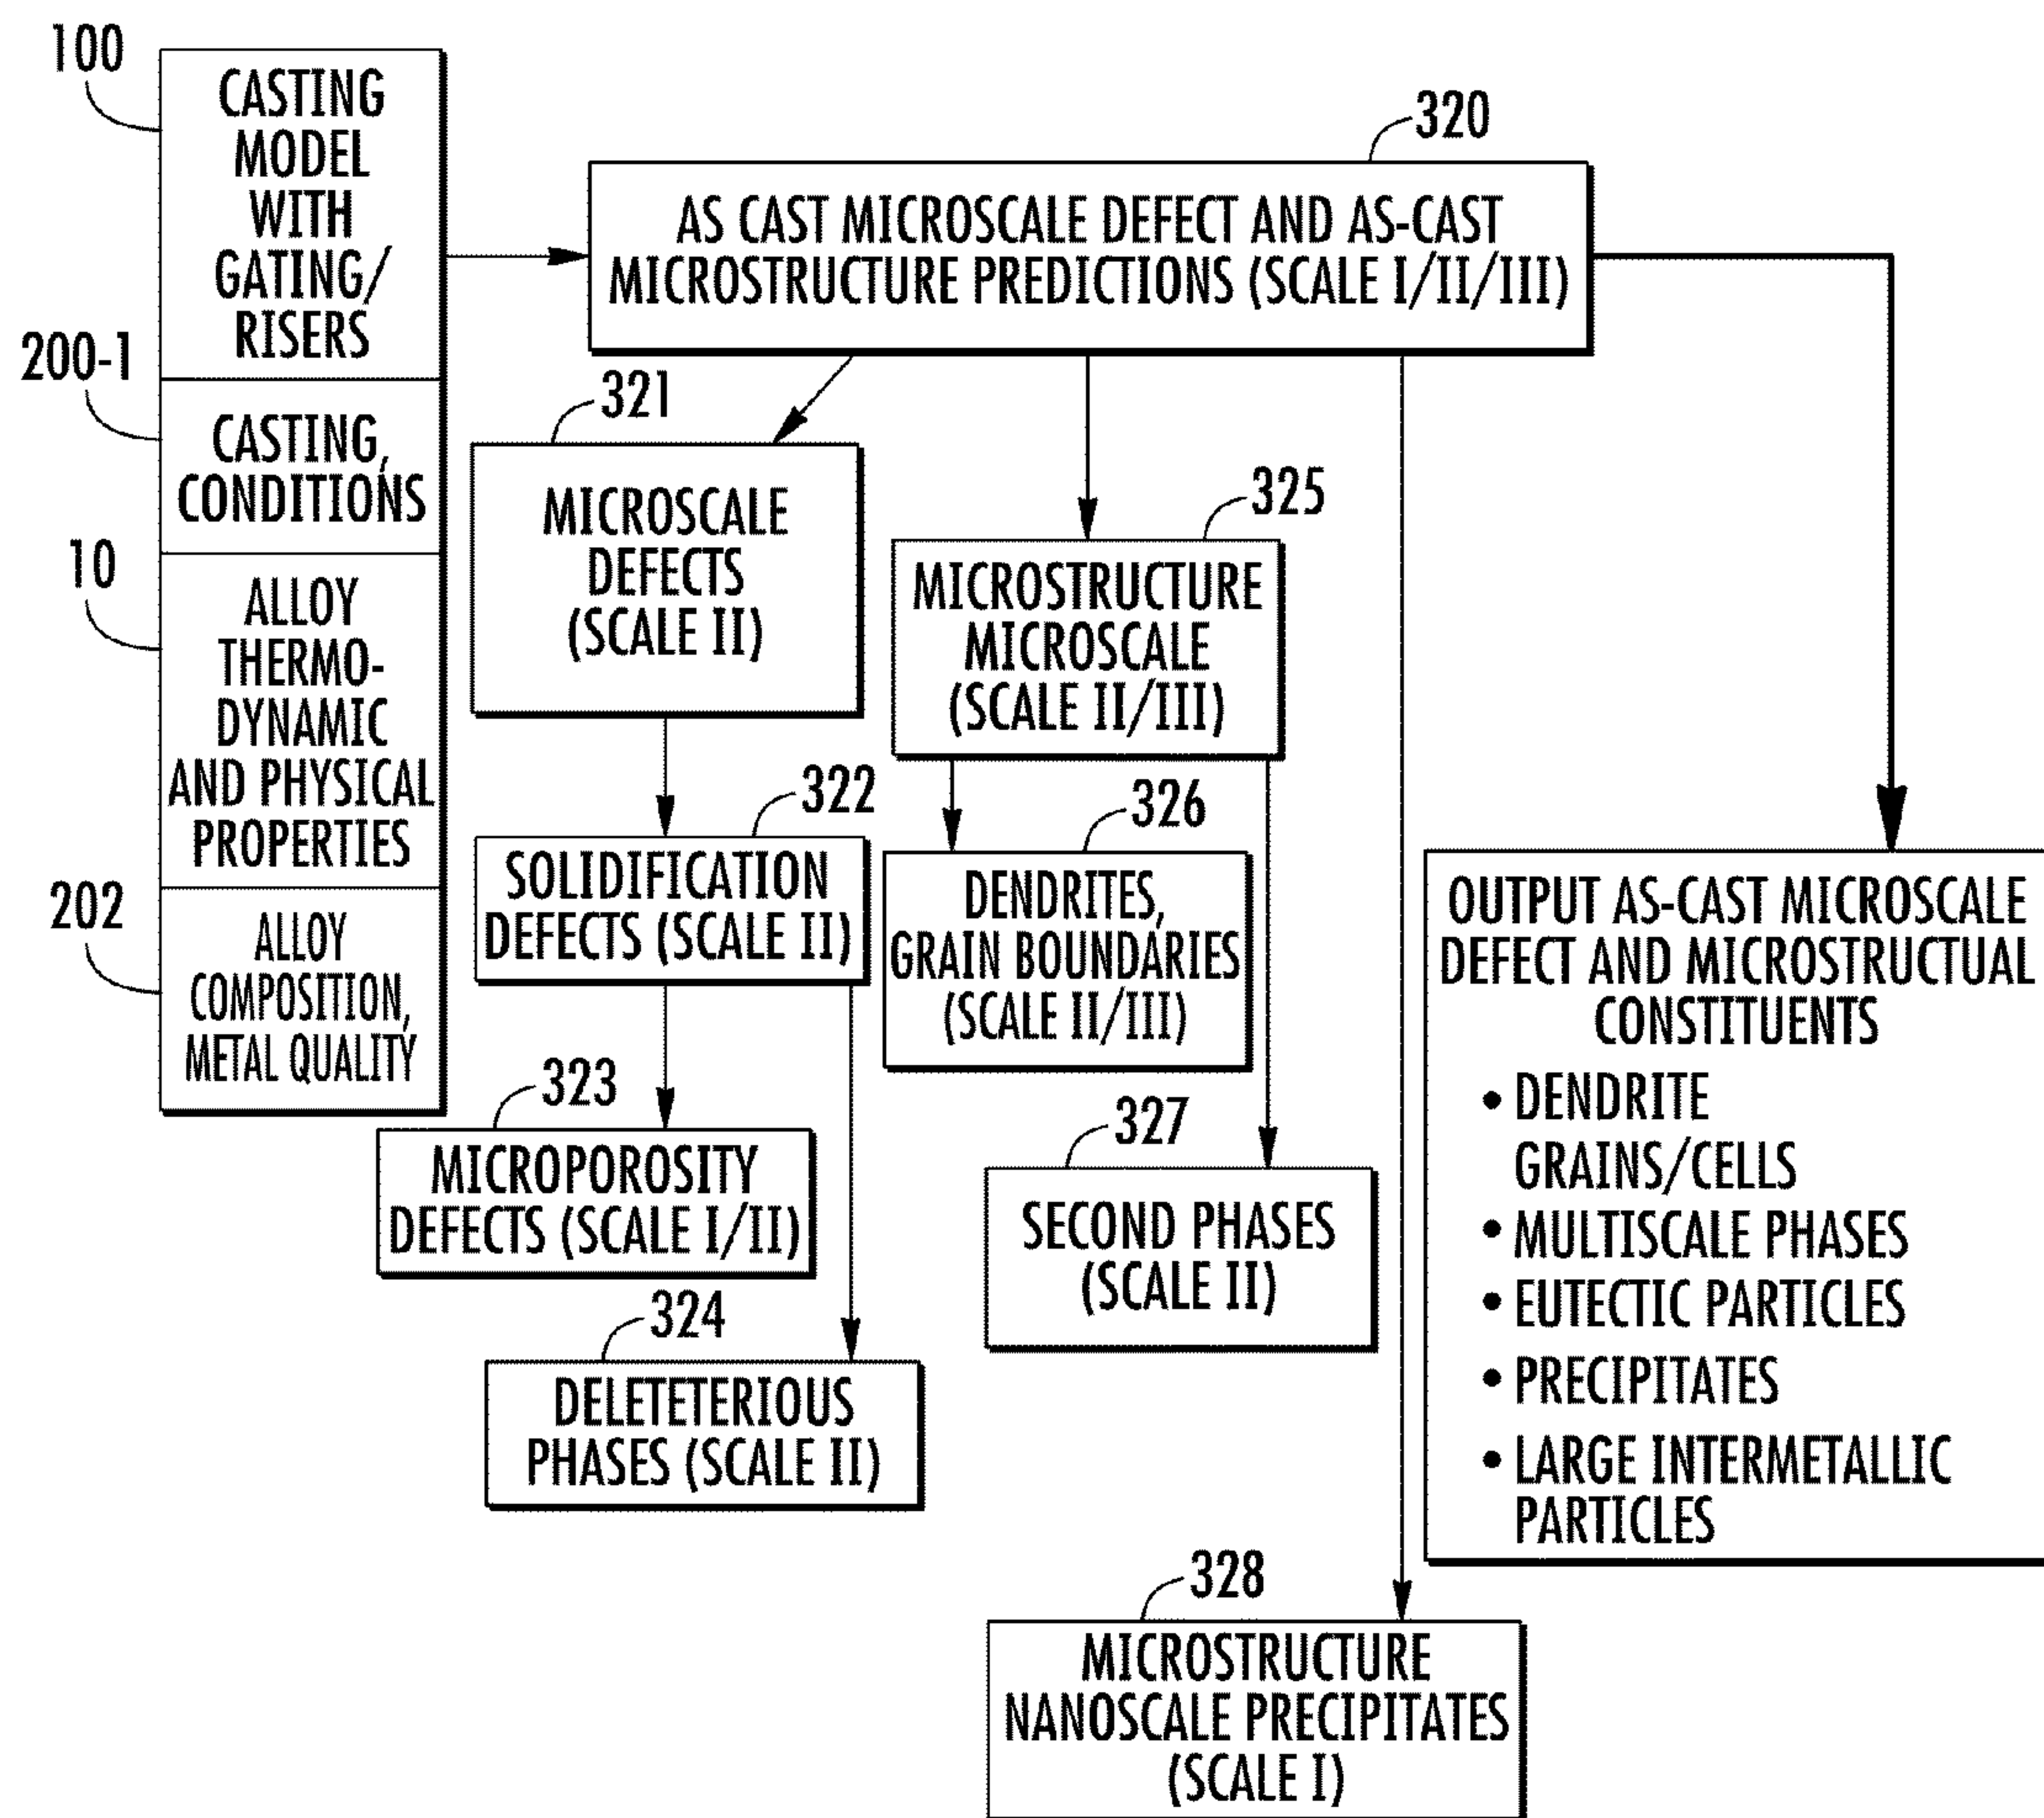 100
CASTING
MODEL
WITH
GATING/
RISERS
200-1
CASTING,
CONDITIONS
10
ALLOY
THERMO-
DYNAMIC
AND PHYSICAL
PROPERTIES
202
ALLOY
COMPOSITION,
METAL QUALITY
320
AS CAST MICROSCALE DEFECT AND AS-CAST
MICROSTRUCTURE PREDICTIONS (SCALE I/II/III)
321
MICROSCALE
DEFECTS
(SCALE II)
325
MICROSTRUCTURE
MICROSCALE
(SCALE II/III)
322
SOLIDIFICATION
DEFECTS (SCALE II)
326
DENDRITES,
GRAIN BOUNDARIES
(SCALE II/III)
323
MICROPOROSITY
DEFECTS (SCALE I/II)
327
SECOND PHASES
(SCALE II)
324
DELETETERIOUS
PHASES (SCALE II)
328
MICROSTRUCTURE
NANOSCALE PRECIPITATES
(SCALE I)
OUTPUT AS-CAST MICROSCALE
DEFECT AND MICROSTRUCTUAL
CONSTITUENTS
• DENDRITE
GRAINS/CELLS
• MULTISCALE PHASES
• EUTECTIC PARTICLES
• PRECIPITATES
• LARGE INTERMETALLIC
PARTICLES